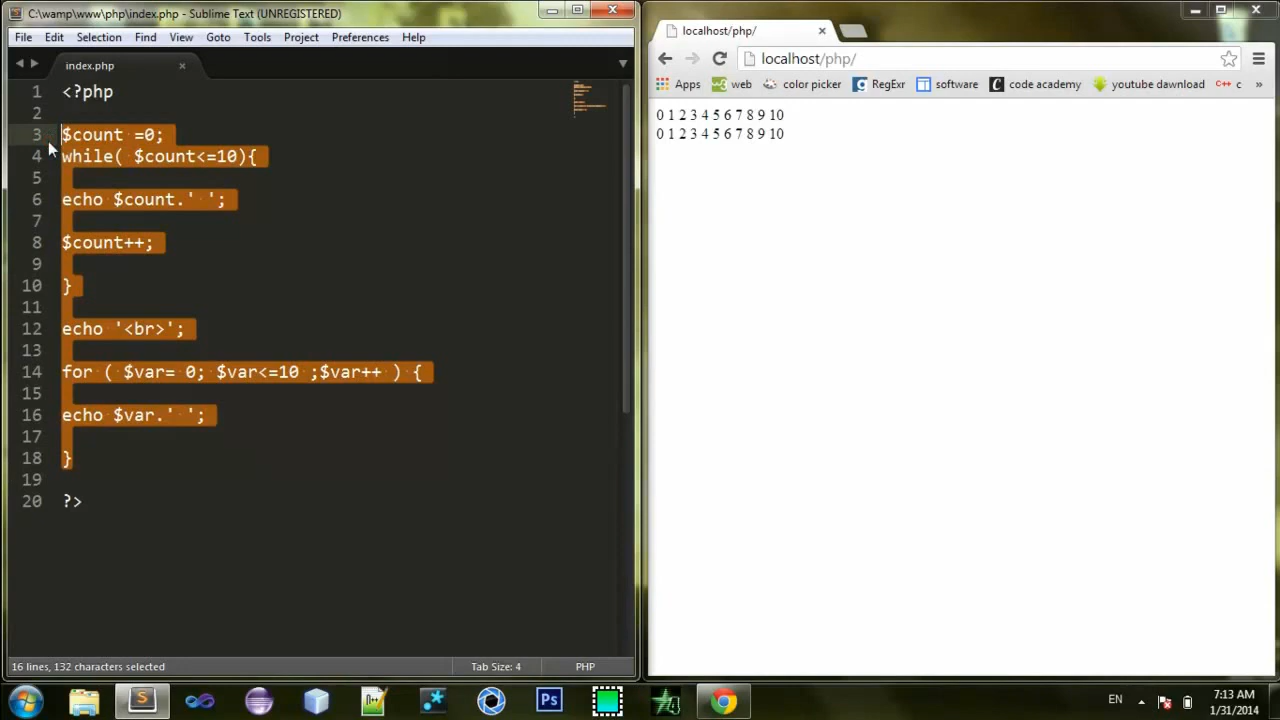 C:\wamp\www\php\index.php - Sublime Text (UNREGISTERED)
File Edit Selection Find View Goto Tools Project Preferences Help
index.php
1 <?php
2
3 $count =0;
4 while( $count<=10){
5
6 echo $count.' ';
7
8 $count++;
9
10 }
11
12 echo '<br>';
13
14 for ( $var= 0; $var<=10 ;$var++ ) {
15
16 echo $var.' ';
17
18 }
19
20 ?>
16 lines, 132 characters selected
Tab Size: 4
PHP
localhost/php/
localhost/php/
Apps web color picker RegExr software code academy youtube dawnload C++ c »
0 1 2 3 4 5 6 7 8 9 10
0 1 2 3 4 5 6 7 8 9 10
Ps
EN
7:13 AM
1/31/2014